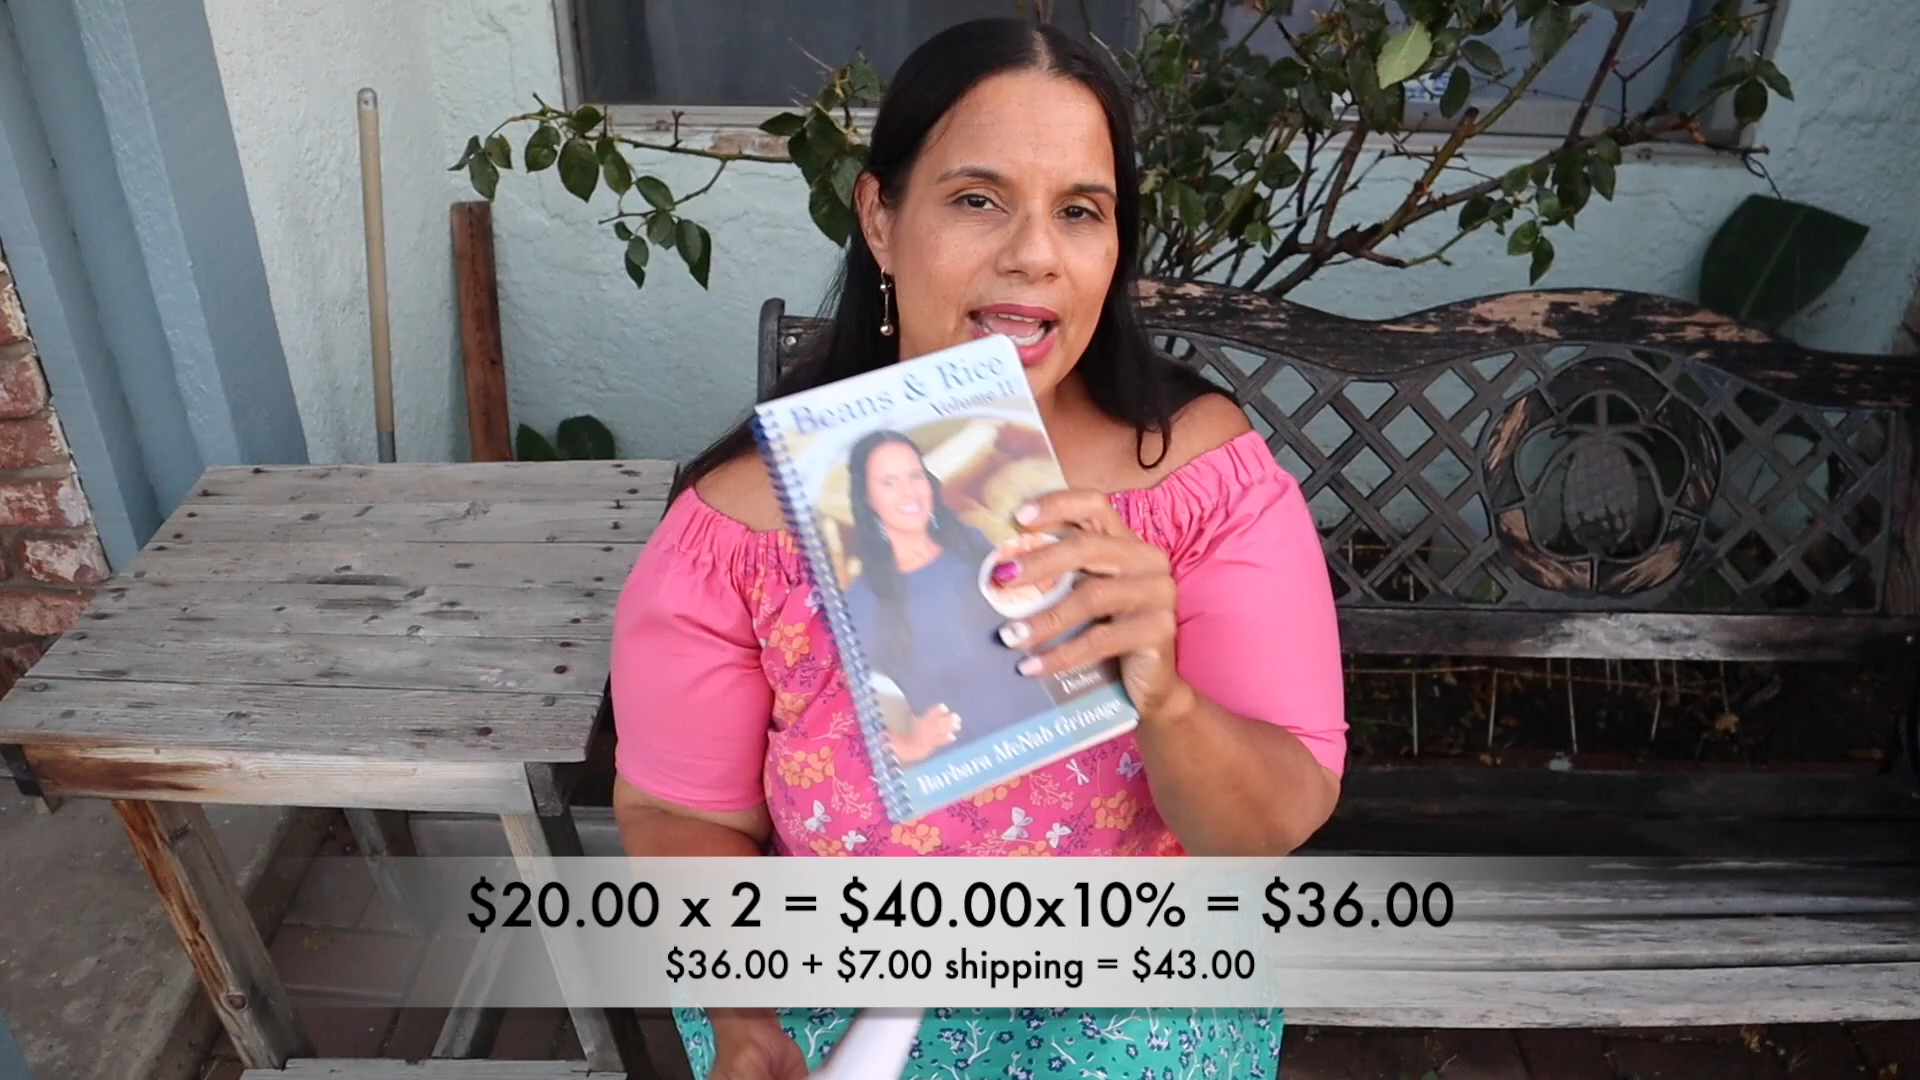 Beans & Rice
Volume II
Dishes
Barbara McNab Grinage
$20.00 x 2 = $40.00x10% = $36.00
$36.00 + $7.00 shipping = $43.00